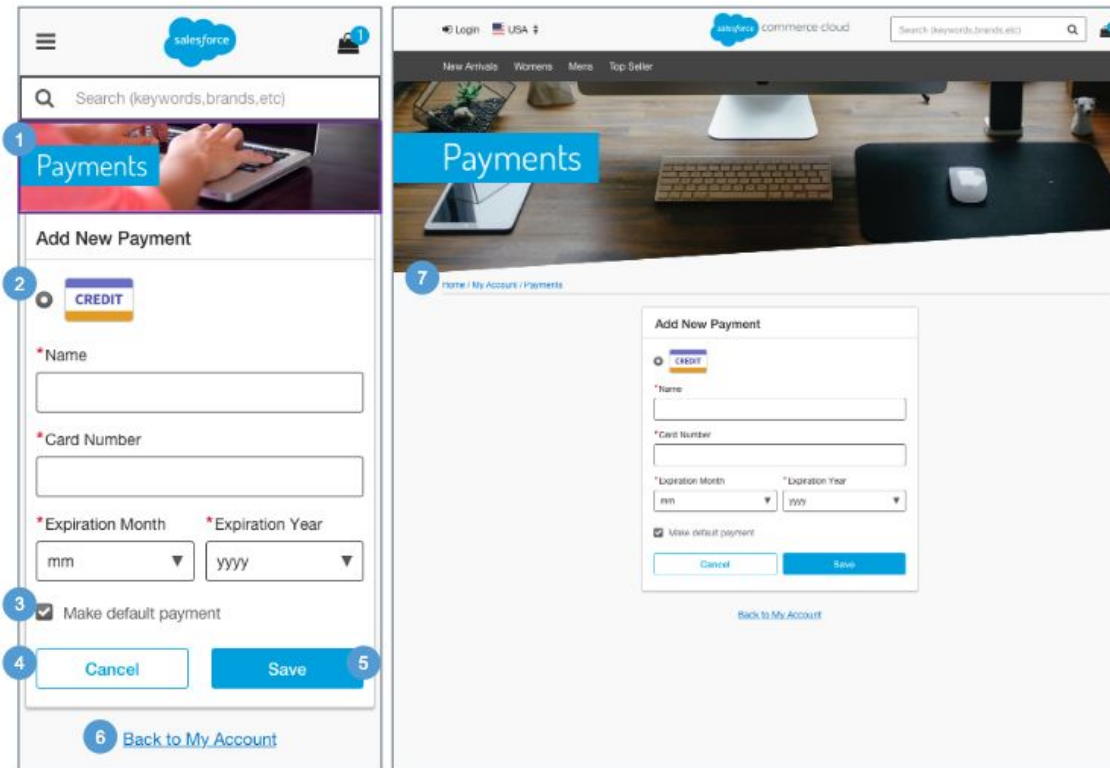 salesforce
1
Search (keywords,brands,etc)
1
Payments
Add New Payment
2
CREDIT
*Name
*Card Number
*Expiration Month *Expiration Year
mm yyyy
3
Make default payment
4
Cancel Save
5
6
Back to My Account
Login USA
salesforce commerce cloud
Search (keywords,brands,etc)
New Arrivals Womens Mens Top Seller
Payments
7
Home / My Account / Payments
Add New Payment
CREDIT
*Name
*Card Number
*Expiration Month *Expiration Year
mm yyyy
Make default payment
Cancel Save
Back to My Account